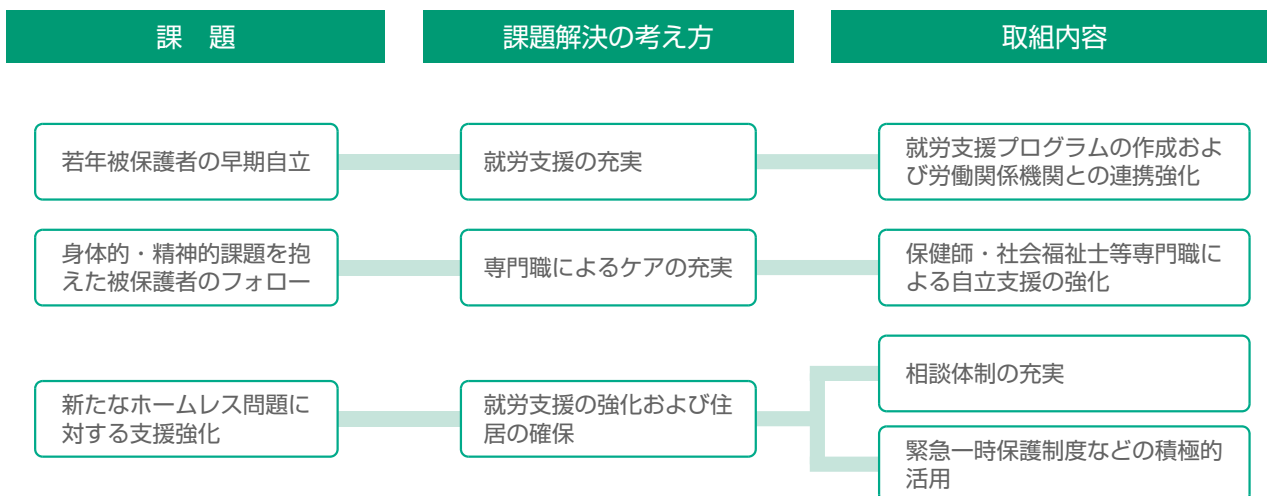 課　題
課題解決の考え方
取組内容
若年被保護者の早期自立
就労支援の充実
就労支援プログラムの作成およ
び労働関係機関との連携強化
身体的・精神的課題を抱
えた被保護者のフォロー
専門職によるケアの充実
保健師・社会福祉士等専門職に
よる自立支援の強化
新たなホームレス問題に
対する支援強化
就労支援の強化および住
居の確保
相談体制の充実
緊急一時保護制度などの積極的
活用